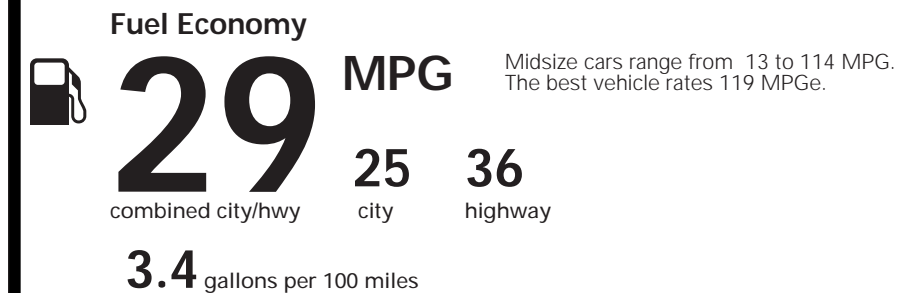 Fuel Economy
29 MPG
Midsize cars range from 13 to 114 MPG.
The best vehicle rates 119 MPGe.
25 36
combined city/hwy city highway
3.4 gallons per 100 miles